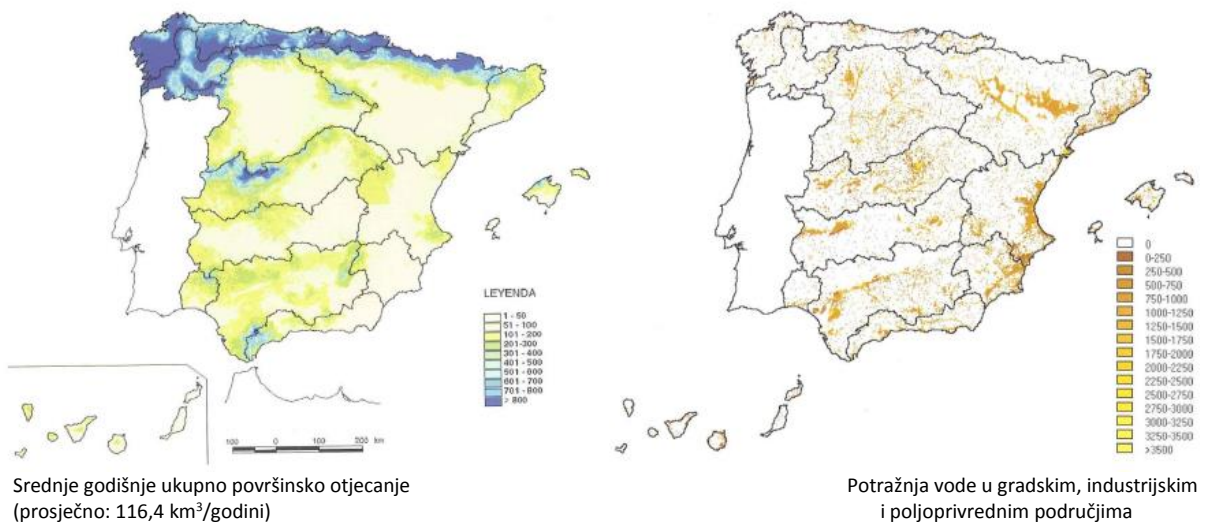 LEYENDA
1 - 50
51 - 100
101 - 200
201-300
301 - 400
401 - 500
501 - 600
601 - 700
701 - 800
> 800
100 0 100 200 km
Srednje godišnje ukupno površinsko otjecanje
(prosječno: 116,4 km³/godini)
0
0-250
250-500
500-750
750-1000
1000-1250
1250-1500
1500-1750
1750-2000
2000-2250
2250-2500
2500-2750
2750-3000
3000-3250
3250-3500
>3500
Potražnja vode u gradskim, industrijskim
i poljoprivrednim područjima